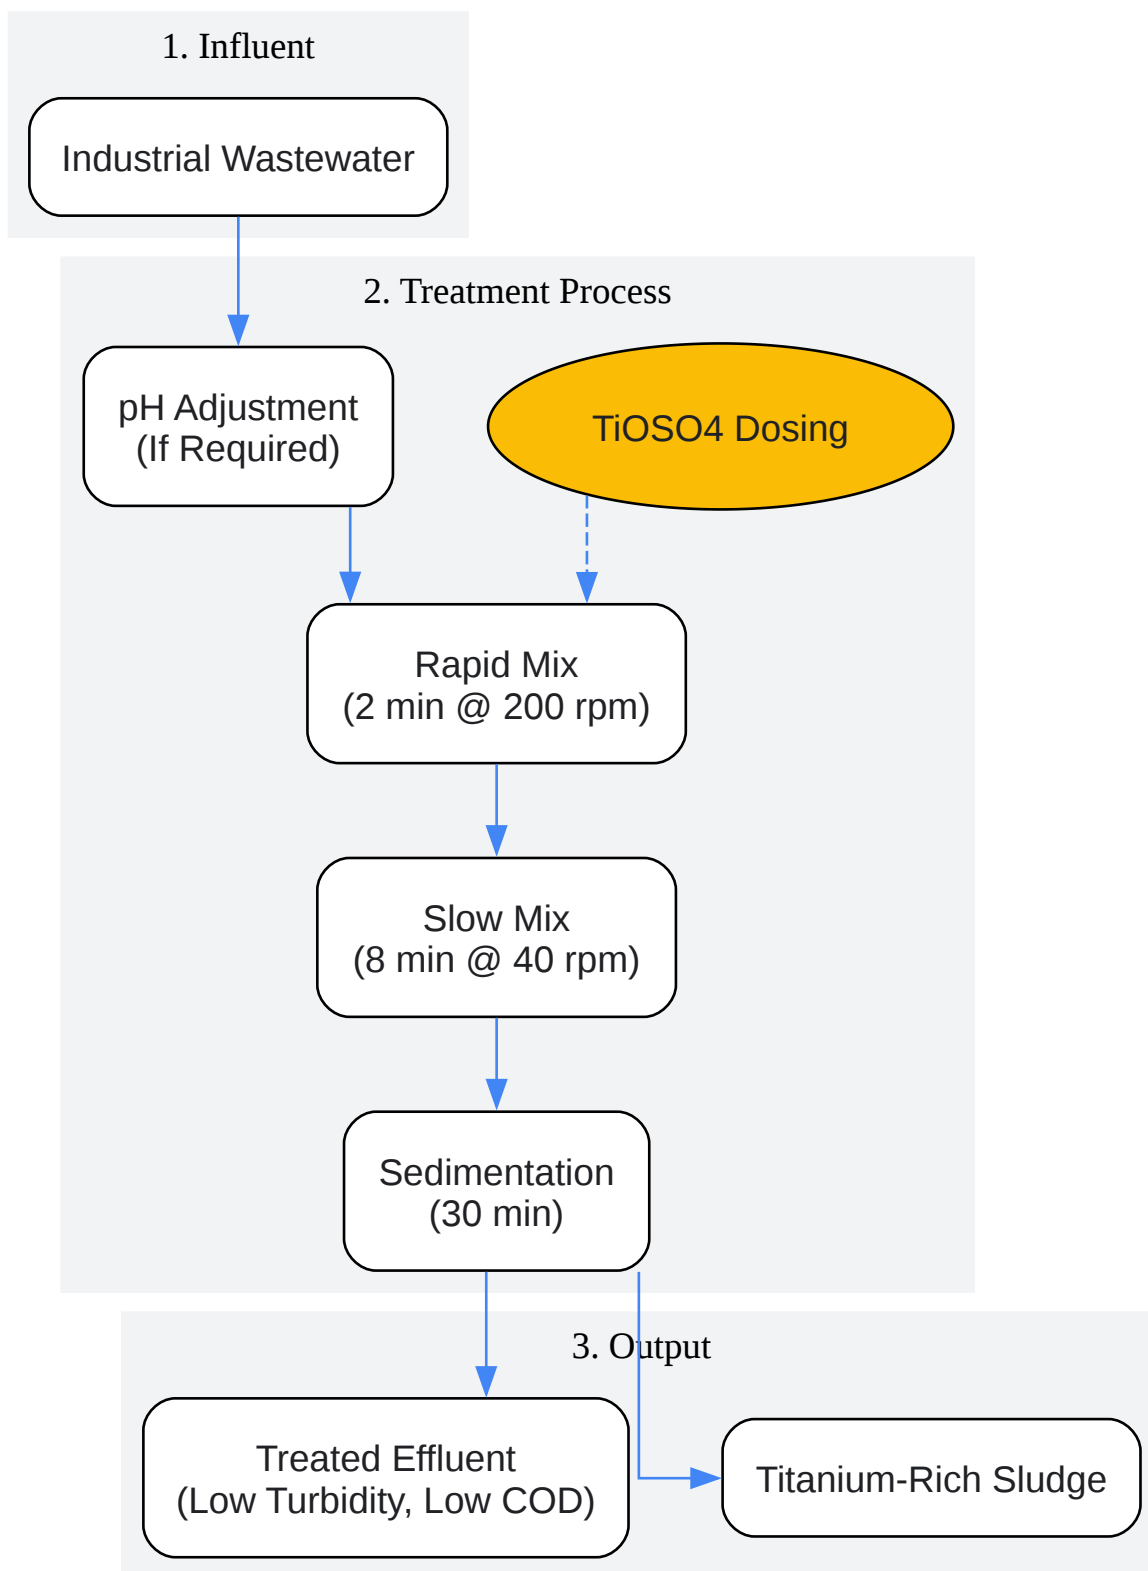 1. Influent
Industrial Wastewater
2. Treatment Process
pH Adjustment
(If Required)
TiOSO4 Dosing
Rapid Mix
(2 min @ 200 rpm)
Slow Mix
(8 min @ 40 rpm)
Sedimentation
(30 min)
3. Output
Treated Effluent
(Low Turbidity, Low COD)
Titanium-Rich Sludge